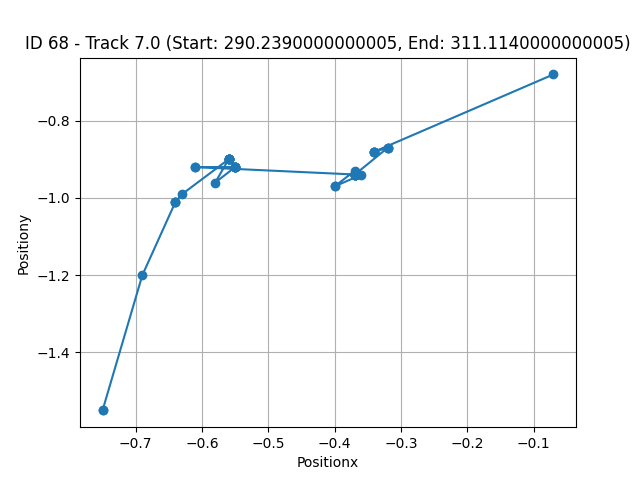 ID 68 - Track 7.0 (Start: 290.2390000000005, End: 311.1140000000005)
−0.8
−1.0
−1.2
−1.4
Positiony
−0.7 −0.6 −0.5 −0.4 −0.3 −0.2 −0.1
Positionx